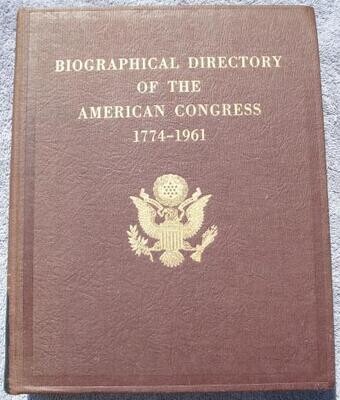 BIOGRAPHICAL DIRECTORY
OF THE
AMERICAN CONGRESS
1774–1961